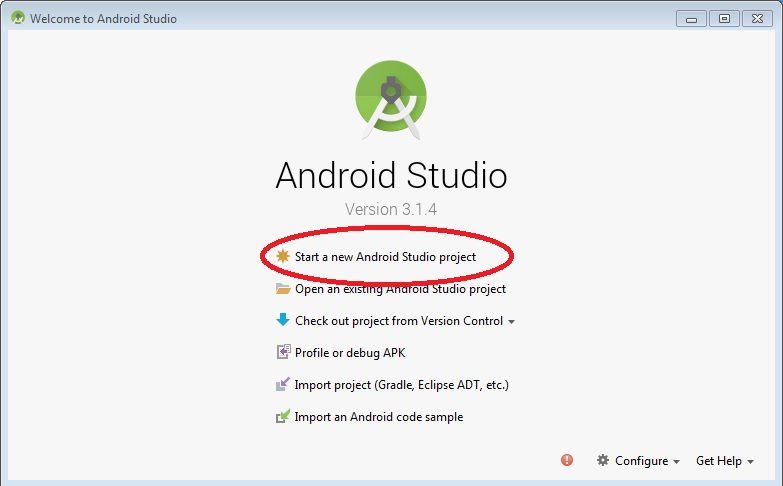 Welcome to Android Studio
Android Studio
Version 3.1.4
Start a new Android Studio project
Open an existing Android Studio project
Check out project from Version Control
Profile or debug APK
Import project (Gradle, Eclipse ADT, etc.)
Import an Android code sample
Configure Get Help